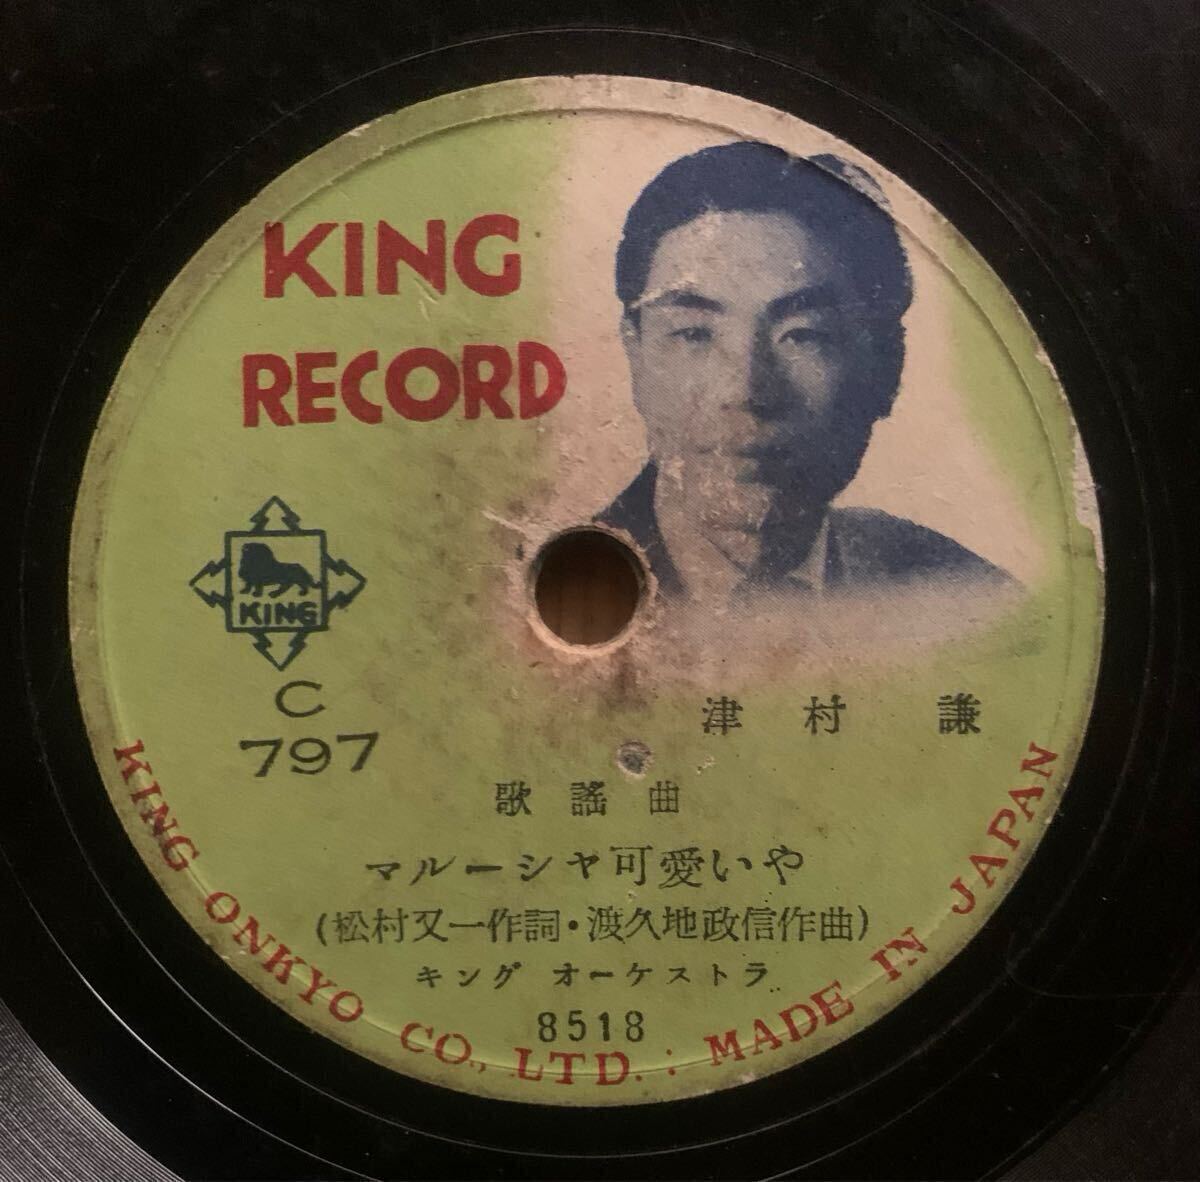 KING
RECORD
KING
C
797
津村 謙
歌謠曲
マルーシャ可愛いや
(松村又一作詞・渡久地政信作曲)
キング オーケストラ
8518
KING ONKYO CO., LTD. : MADE IN JAPAN